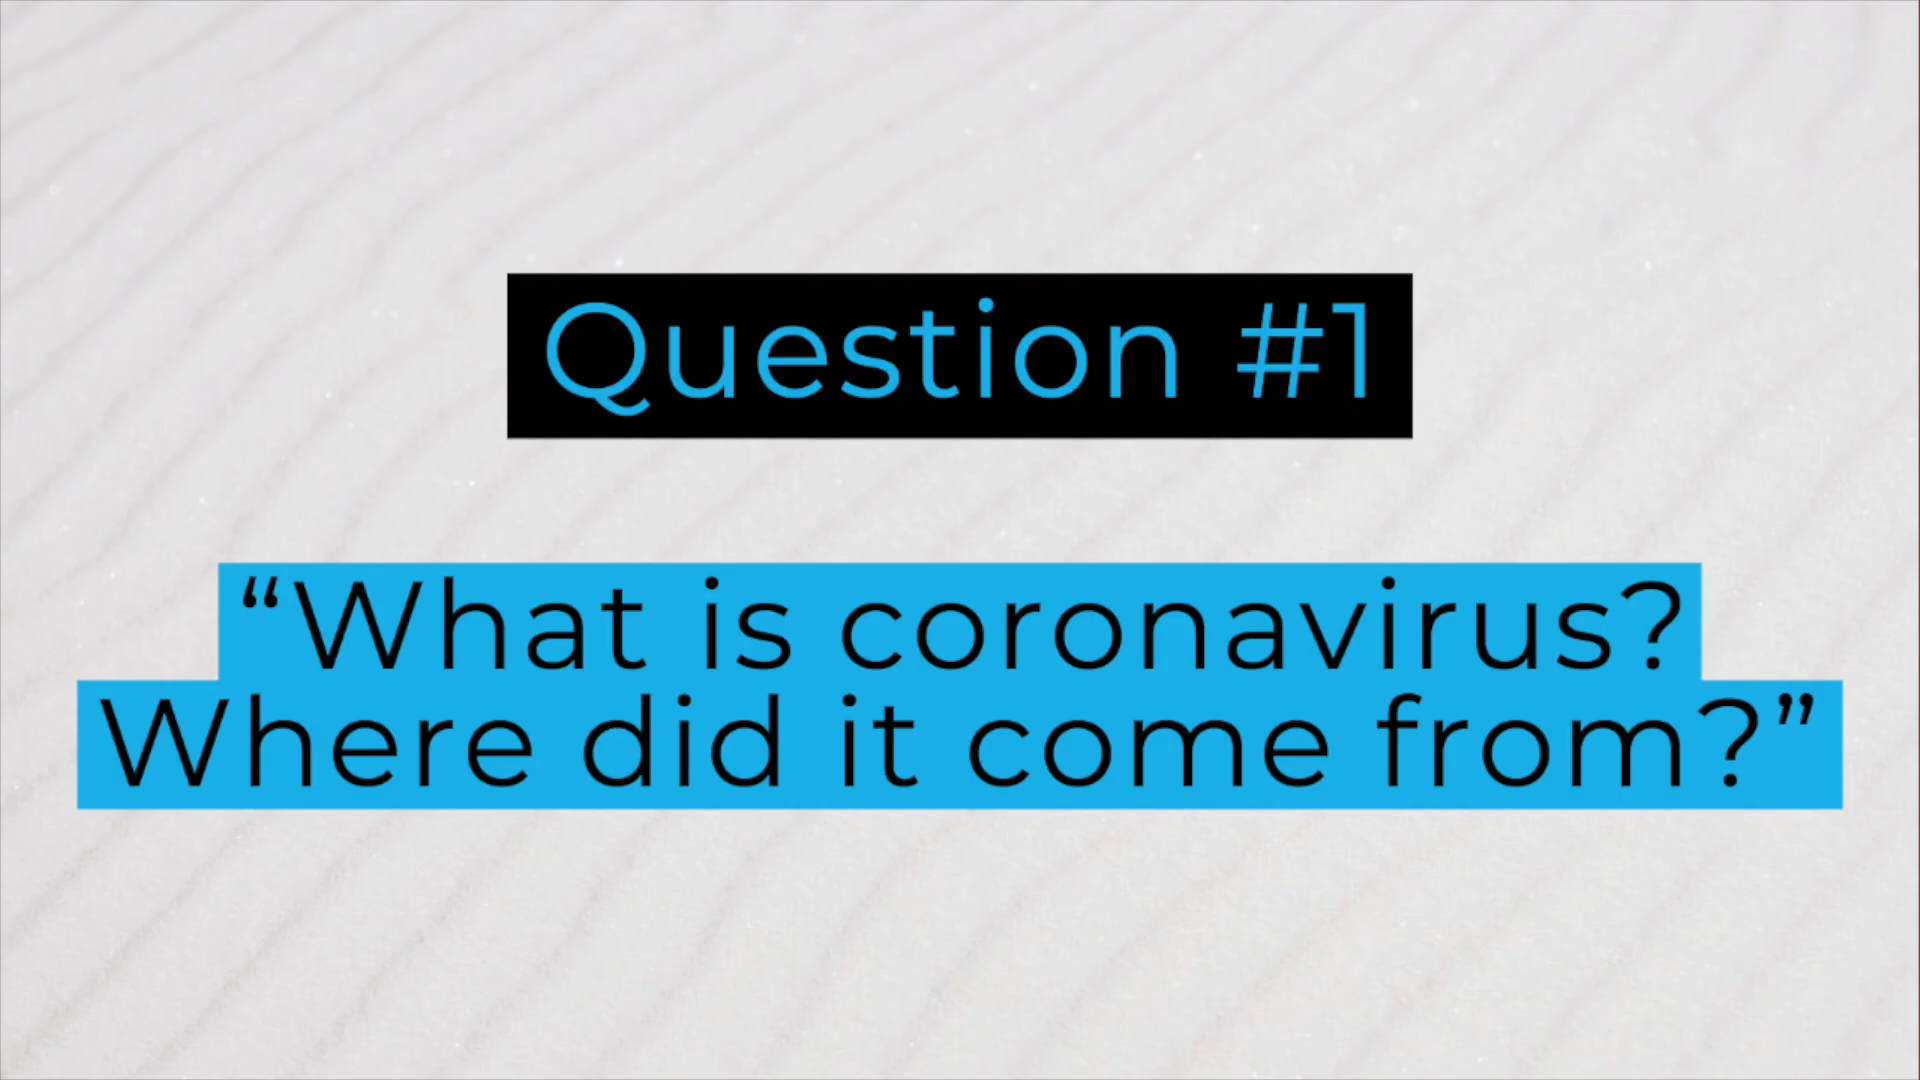 Question #1
“What is coronavirus?
Where did it come from?”